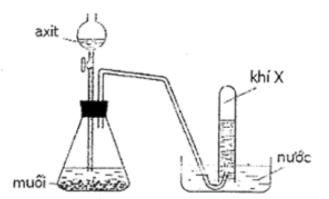 axit
khí X
nước
muối